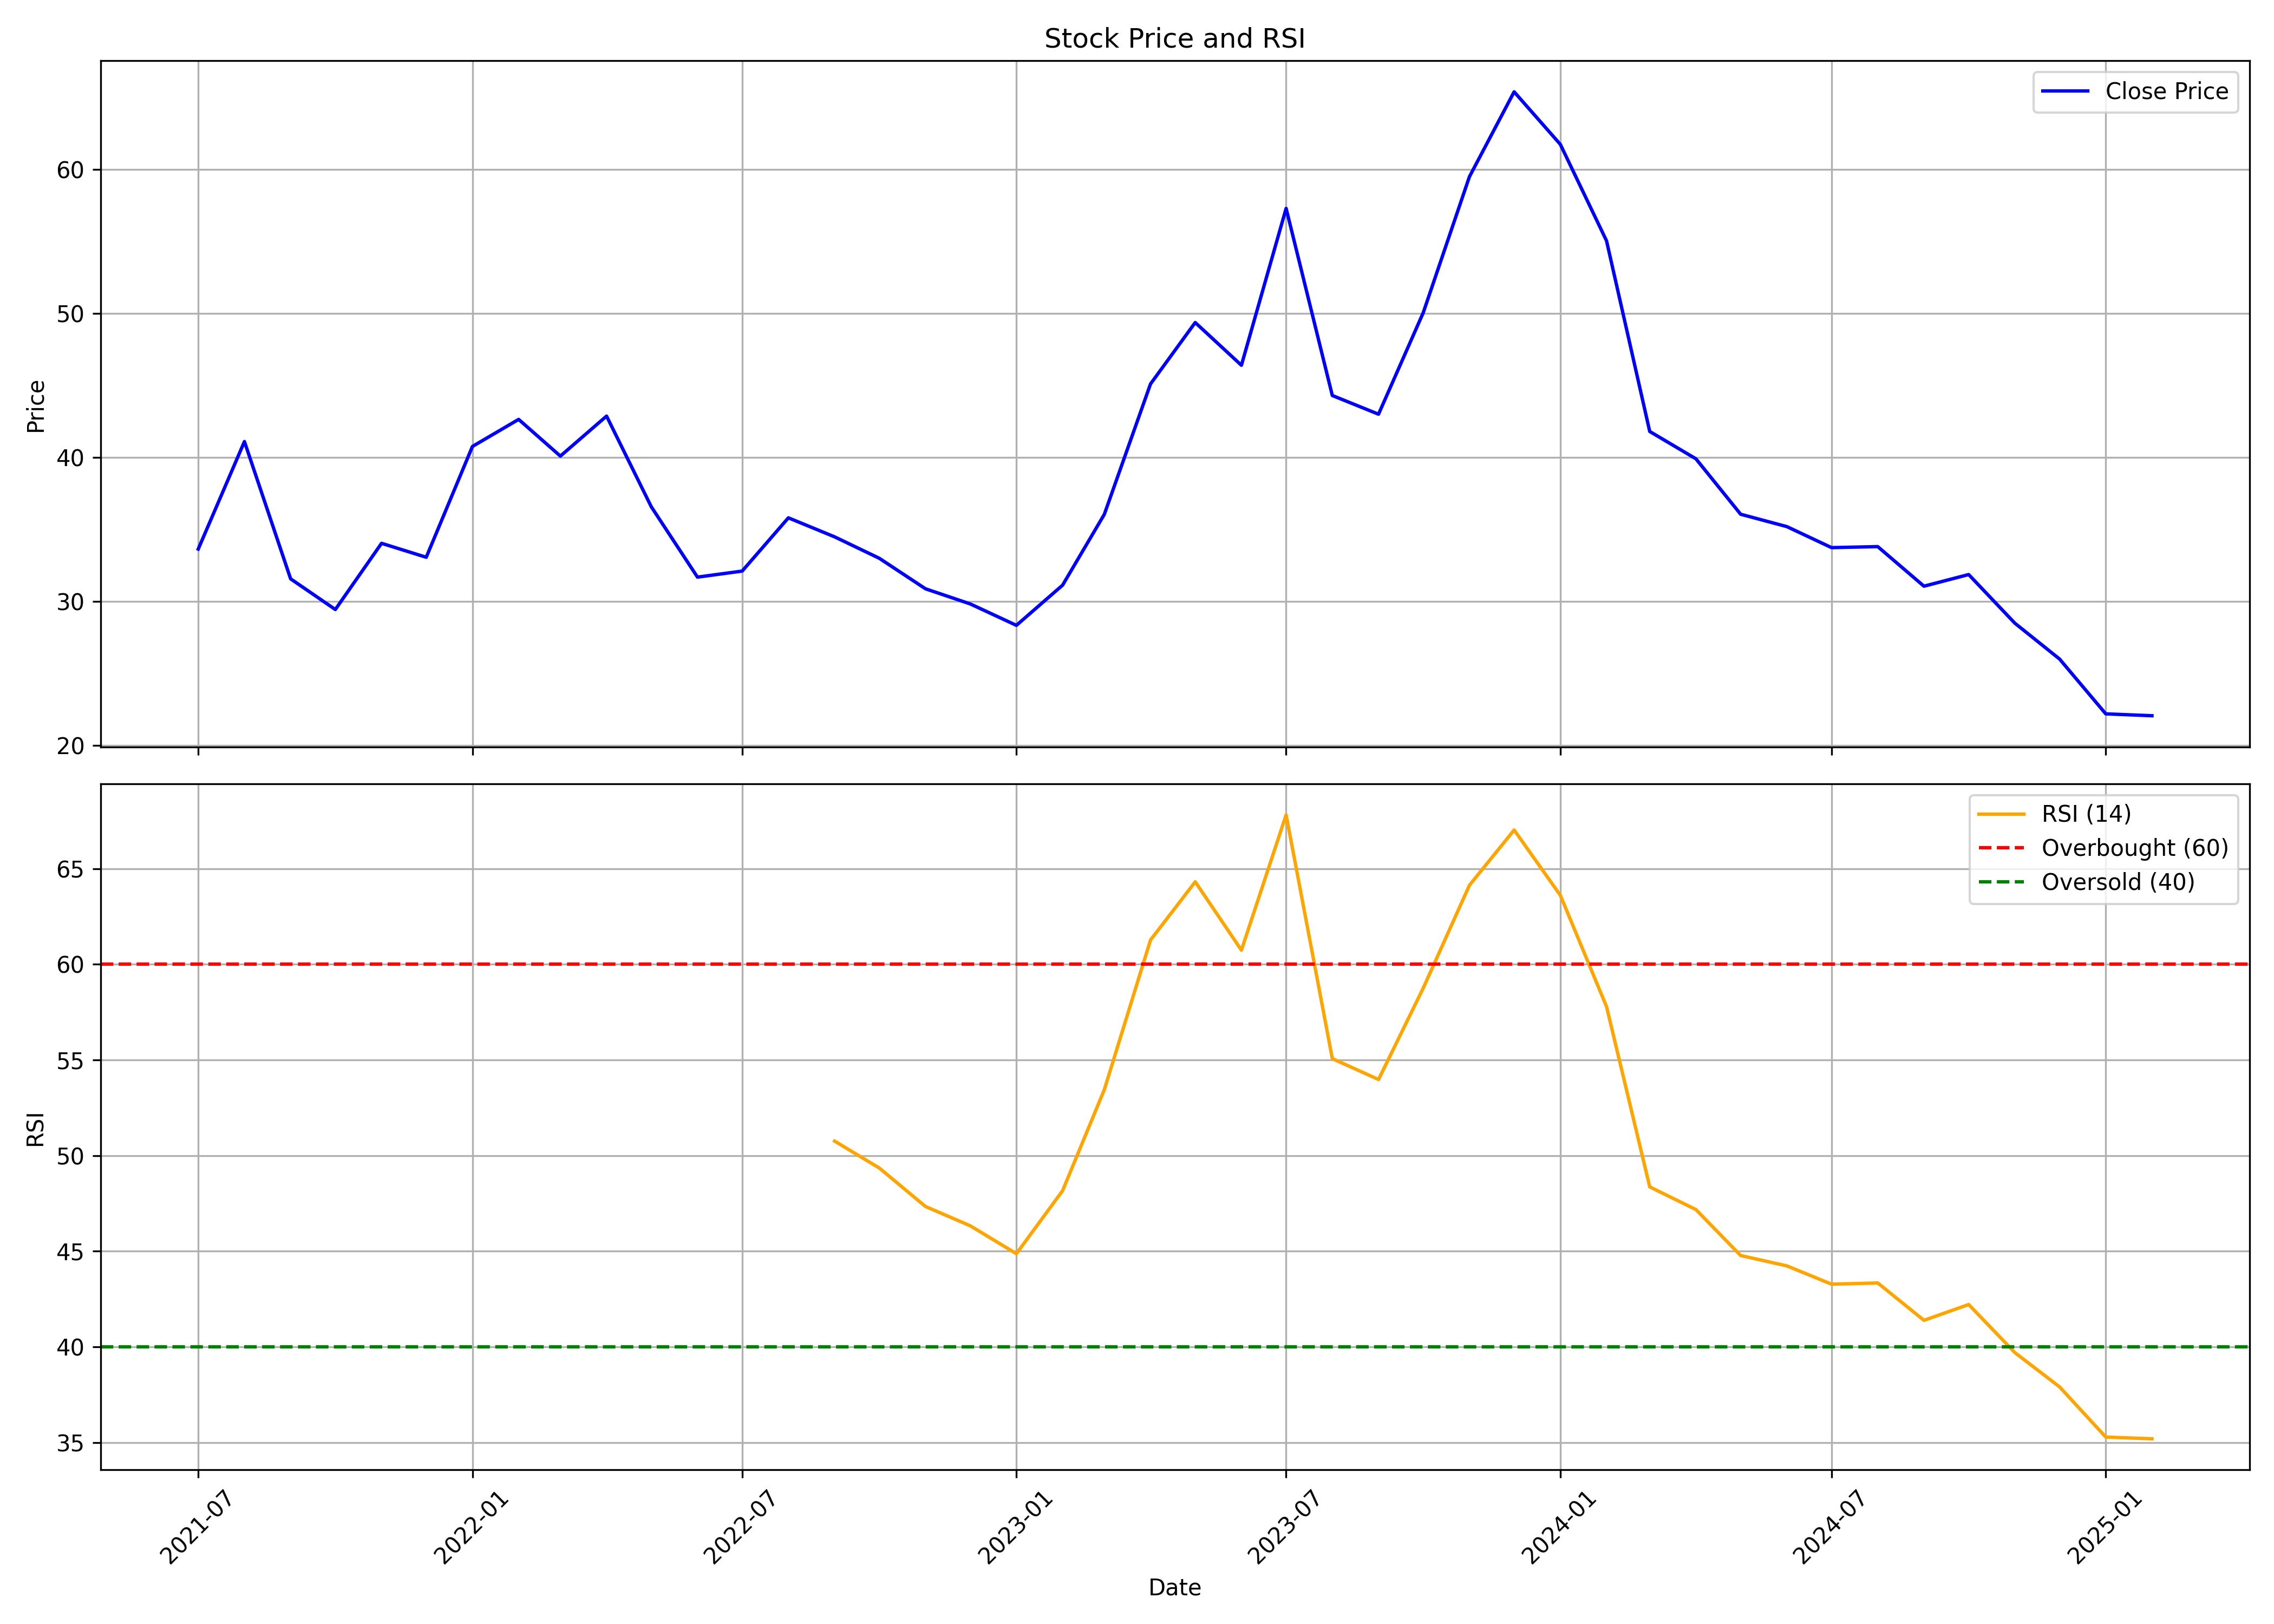 Stock Price and RSI
Close Price
Price
60
50
40
30
20
RSI (14)
Overbought (60)
Oversold (40)
RSI
65
60
55
50
45
40
35
2021-07
2022-01
2022-07
2023-01
2023-07
2024-01
2024-07
2025-01
Date